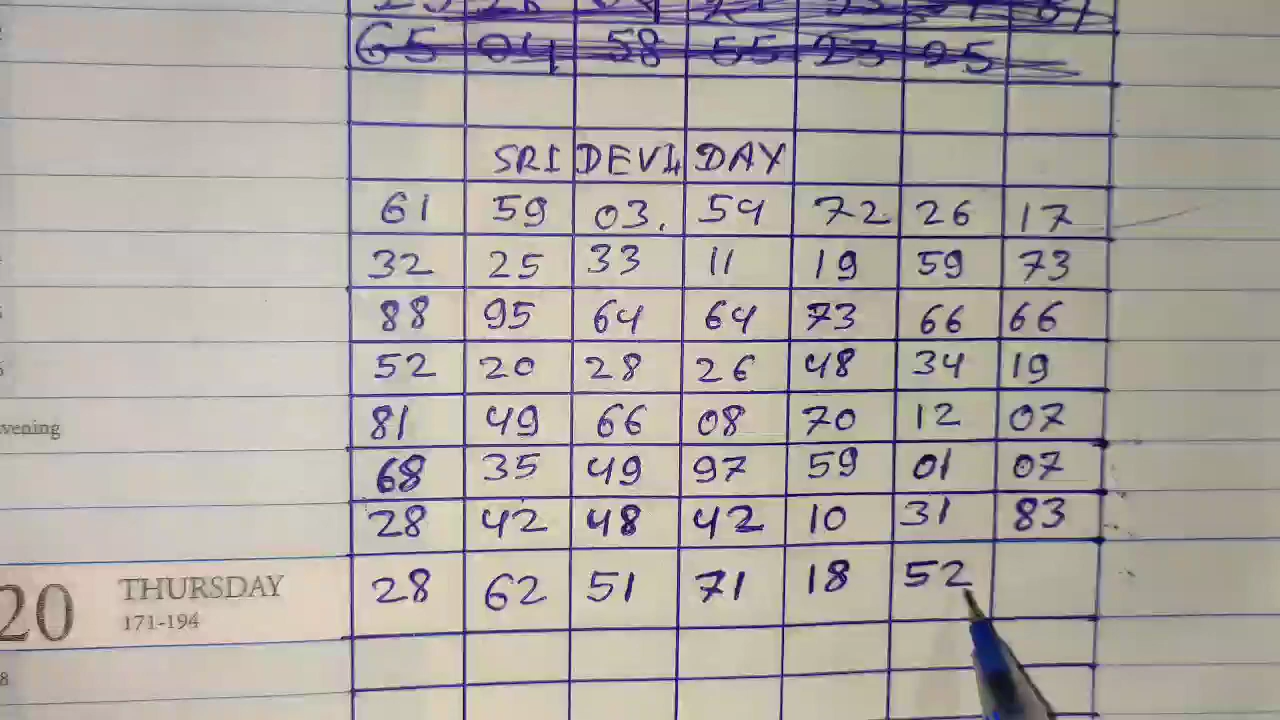 65 04 58 55 23 05
SRI DEVI DAY
61 59 03. 59 72 26 17
32 25 33 11 19 59 73
88 95 64 64 73 66 66
52 20 28 26 48 34 19
vening 81 49 66 08 70 12 07
68 35 49 97 59 01 07
28 42 48 42 10 31 83
20 THURSDAY 28 62 51 71 18 52
171-194
8